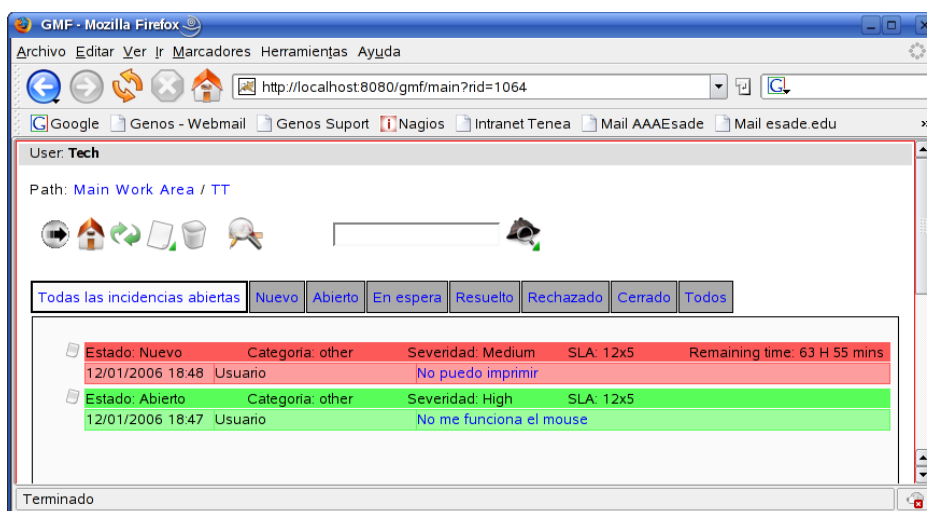 GMF - Mozilla Firefox
Archivo Editar Ver Ir Marcadores Herramientas Ayuda
http://localhost:8080/gmf/main?rid=1064
Google Genos - Webmail Genos Suport Nagios Intranet Tenea Mail AAAEsade Mail esade.edu »
User: Tech
Path: Main Work Area / TT
Todas las incidencias abiertas Nuevo Abierto En espera Resuelto Rechazado Cerrado Todos
Estado: Nuevo Categoria: other Severidad: Medium SLA: 12x5 Remaining time: 63 H 55 mins
12/01/2006 18:48 Usuario No puedo imprimir
Estado: Abierto Categoria: other Severidad: High SLA: 12x5
12/01/2006 18:47 Usuario No me funciona el mouse
Terminado